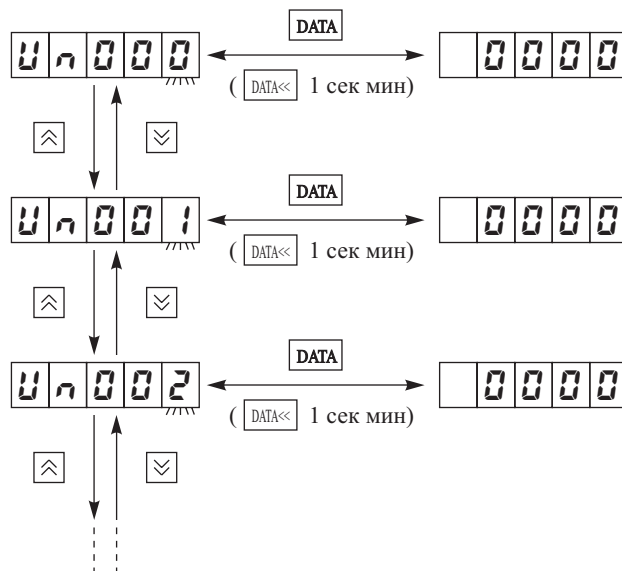 Un000 DATA 0000
( DATA<< 1 сек мин)
Un001 DATA 0000
( DATA<< 1 сек мин)
Un002 DATA 0000
( DATA<< 1 сек мин)